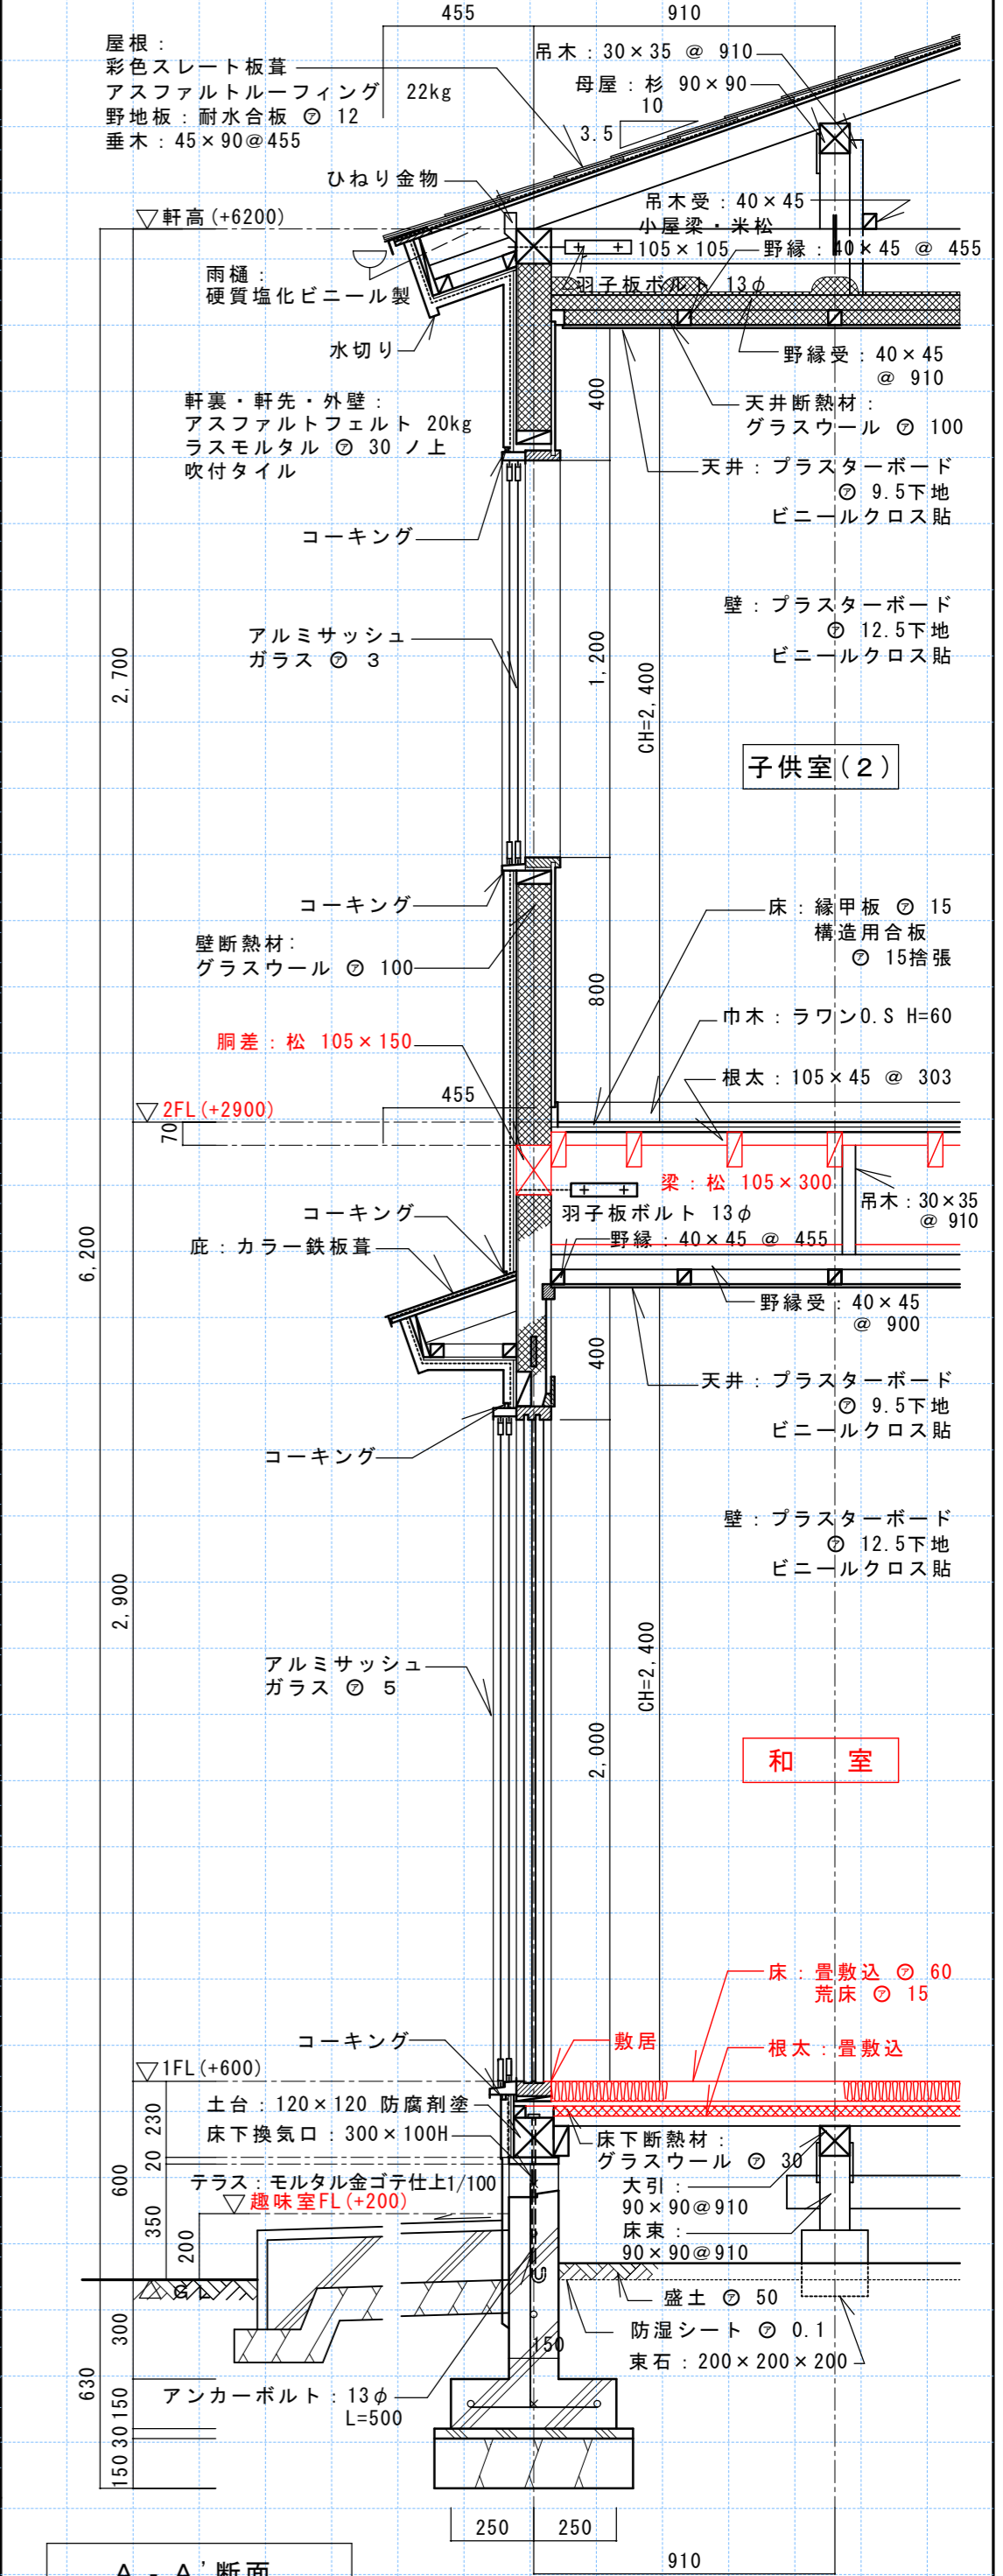 455
910
屋根：
彩色スレート板葺
アスファルトルーフィング 22kg
野地板：耐水合板 ㋐ 12
垂木：45×90@455
吊木：30×35 @ 910
母屋：杉 90×90
10
3.5
ひねり金物
▽軒高(+6200)
吊木受：40×45
小屋梁・米松
105×105
野縁：40×45 @ 455
雨樋：
硬質塩化ビニール製
羽子板ボルト 13φ
水切り
野縁受：40×45
@ 910
400
軒裏・軒先・外壁：
アスファルトフェルト 20kg
ラスモルタル ㋐ 30 ノ上
吹付タイル
天井断熱材：
グラスウール ㋐ 100
天井：プラスターボード
㋐ 9.5下地
ビニールクロス貼
コーキング
壁：プラスターボード
㋐ 12.5下地
ビニールクロス貼
アルミサッシュ
ガラス ㋐ 3
2,700
1,200
CH=2,400
子供室(2)
コーキング
床：縁甲板 ㋐ 15
構造用合板
㋐ 15捨張
壁断熱材：
グラスウール ㋐ 100
800
巾木：ラワンO.S H=60
胴差：松 105×150
根太：105×45 @ 303
455
▽2FL(+2900)
70
梁：松 105×300
吊木：30×35
@ 910
コーキング
羽子板ボルト 13φ
庇：カラー鉄板葺
野縁：40×45 @ 455
6,200
野縁受：40×45
@ 900
400
天井：プラスターボード
㋐ 9.5下地
ビニールクロス貼
コーキング
壁：プラスターボード
㋐ 12.5下地
ビニールクロス貼
2,900
アルミサッシュ
ガラス ㋐ 5
CH=2,400
2,000
和 室
床：畳敷込 ㋐ 60
荒床 ㋐ 15
コーキング
敷居
根太：畳敷込
▽1FL(+600)
土台：120×120 防腐剤塗
床下換気口：300×100H
230
20
600
350
200
床下断熱材：
グラスウール ㋐ 30
テラス：モルタル金ゴテ仕上1/100
大引：
90×90@910
▽趣味室FL(+200)
床束：
90×90@910
GL
盛土 ㋐ 50
300
防湿シート ㋐ 0.1
150
束石：200×200×200
630
アンカーボルト：13φ
L=500
150
30
150
250
250
910
A - A'断面